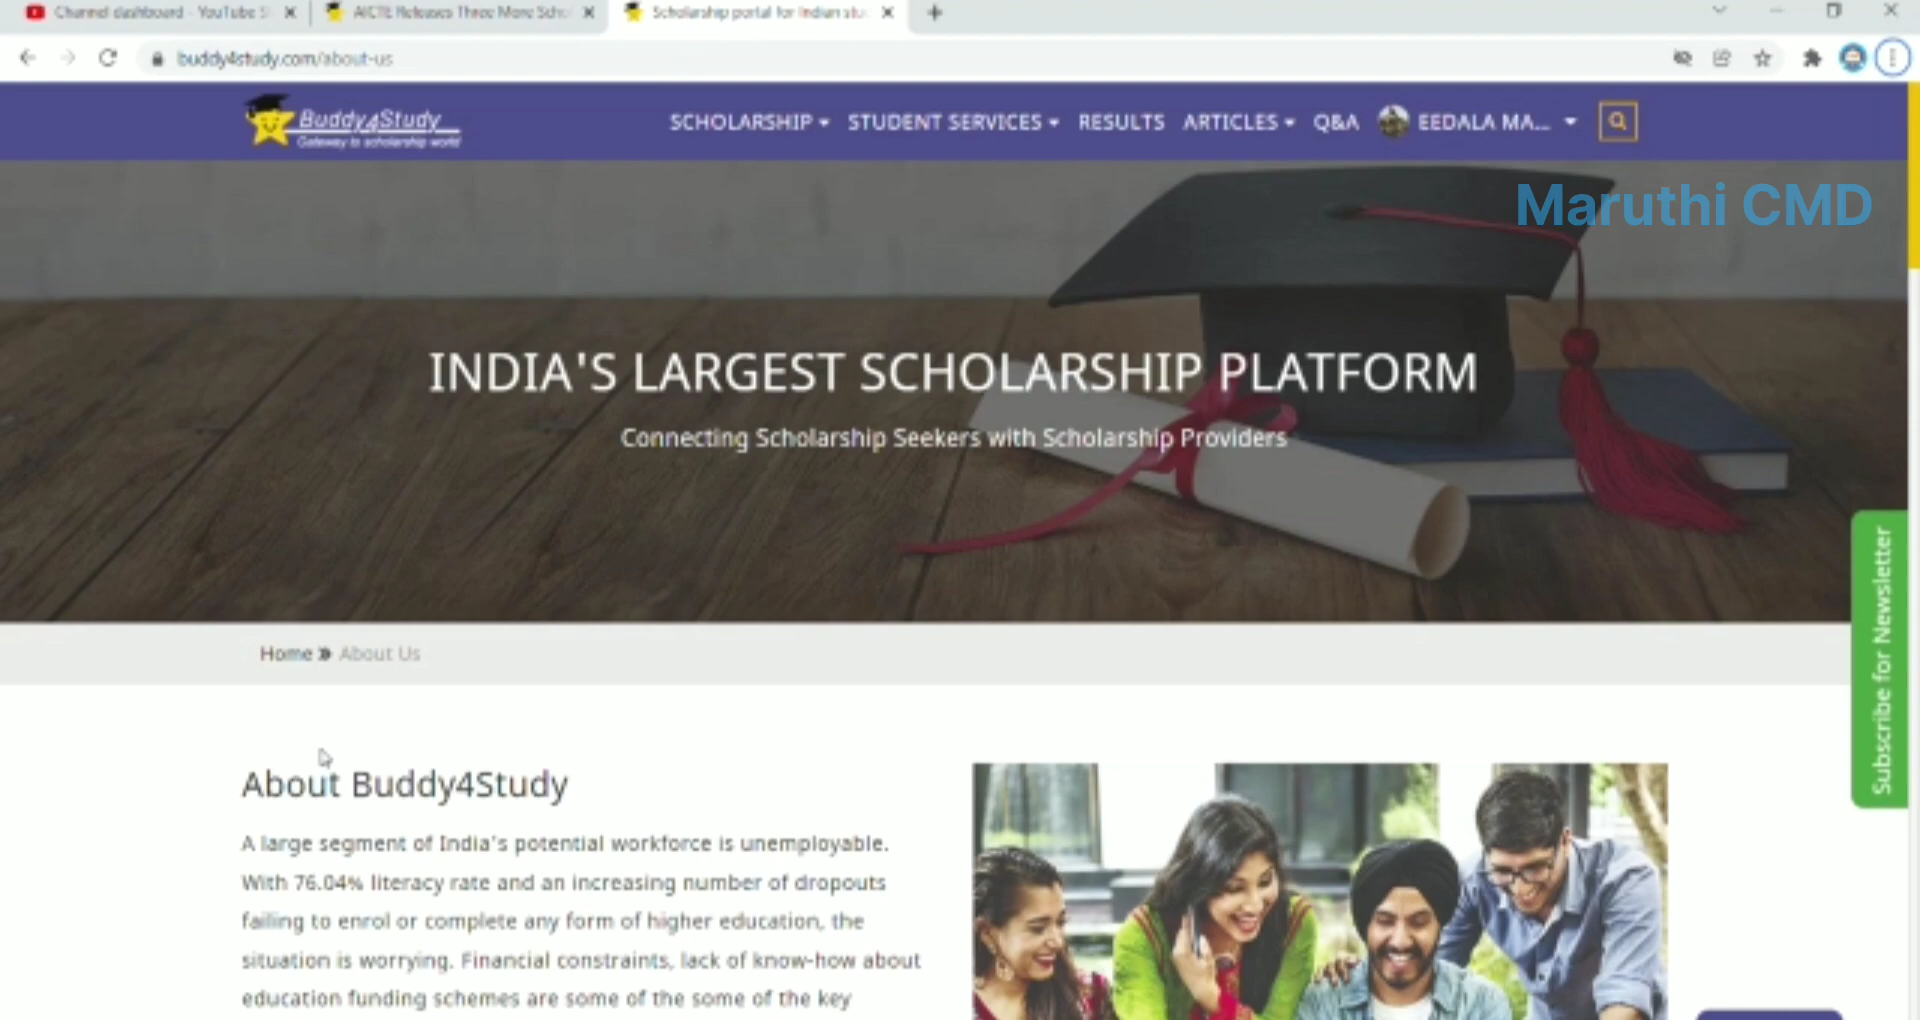 Channel dashboard - YouTube S
AICTE Releases Three More Scho
Scholarship portal for Indian stu
buddy4study.com/about-us
Buddy4Study
Gateway to scholarship world
SCHOLARSHIP
STUDENT SERVICES
RESULTS
ARTICLES
Q&A
EEDALA MA...
Maruthi CMD
INDIA'S LARGEST SCHOLARSHIP PLATFORM
Connecting Scholarship Seekers with Scholarship Providers
Subscribe for Newsletter
Home » About Us
About Buddy4Study
A large segment of India's potential workforce is unemployable.
With 76.04% literacy rate and an increasing number of dropouts
failing to enrol or complete any form of higher education, the
situation is worrying. Financial constraints, lack of know-how about
education funding schemes are some of the some of the key